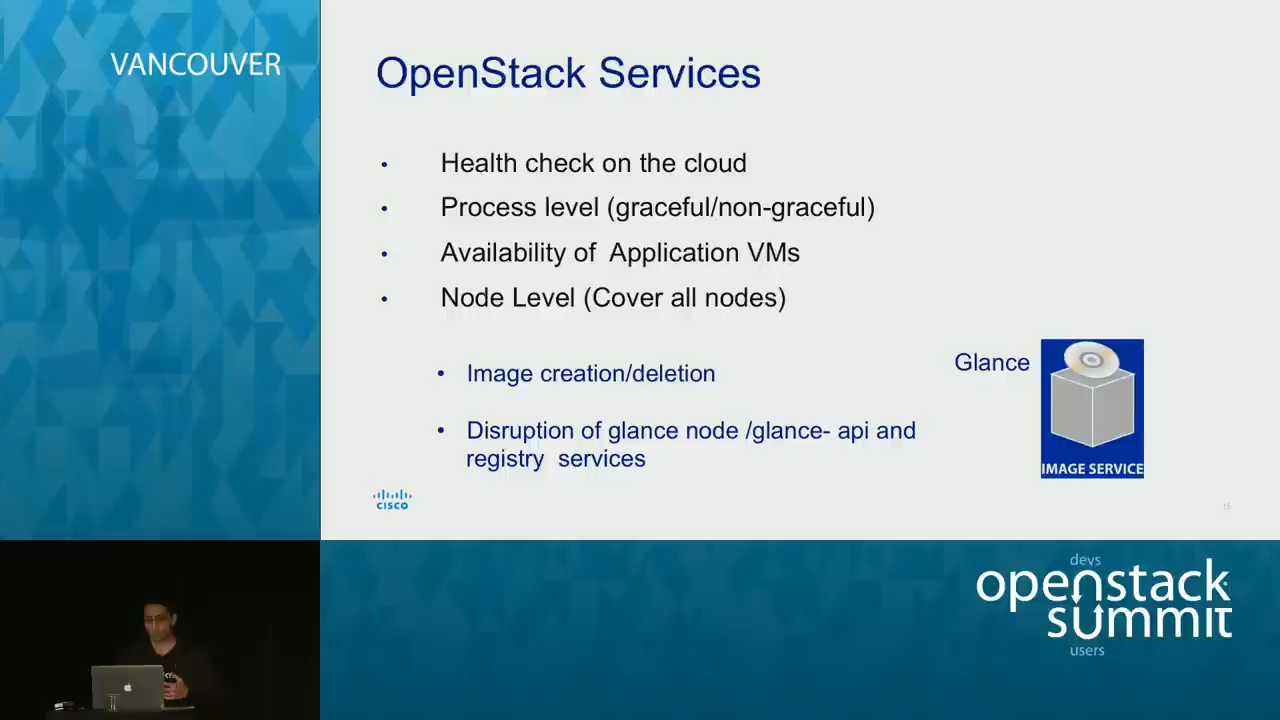 VANCOUVER
OpenStack Services
• Health check on the cloud
• Process level (graceful/non-graceful)
• Availability of Application VMs
• Node Level (Cover all nodes)
Glance
• Image creation/deletion
• Disruption of glance node /glance- api and
registry services
IMAGE SERVICE
CISCO
15
devs
openstack
summit
users